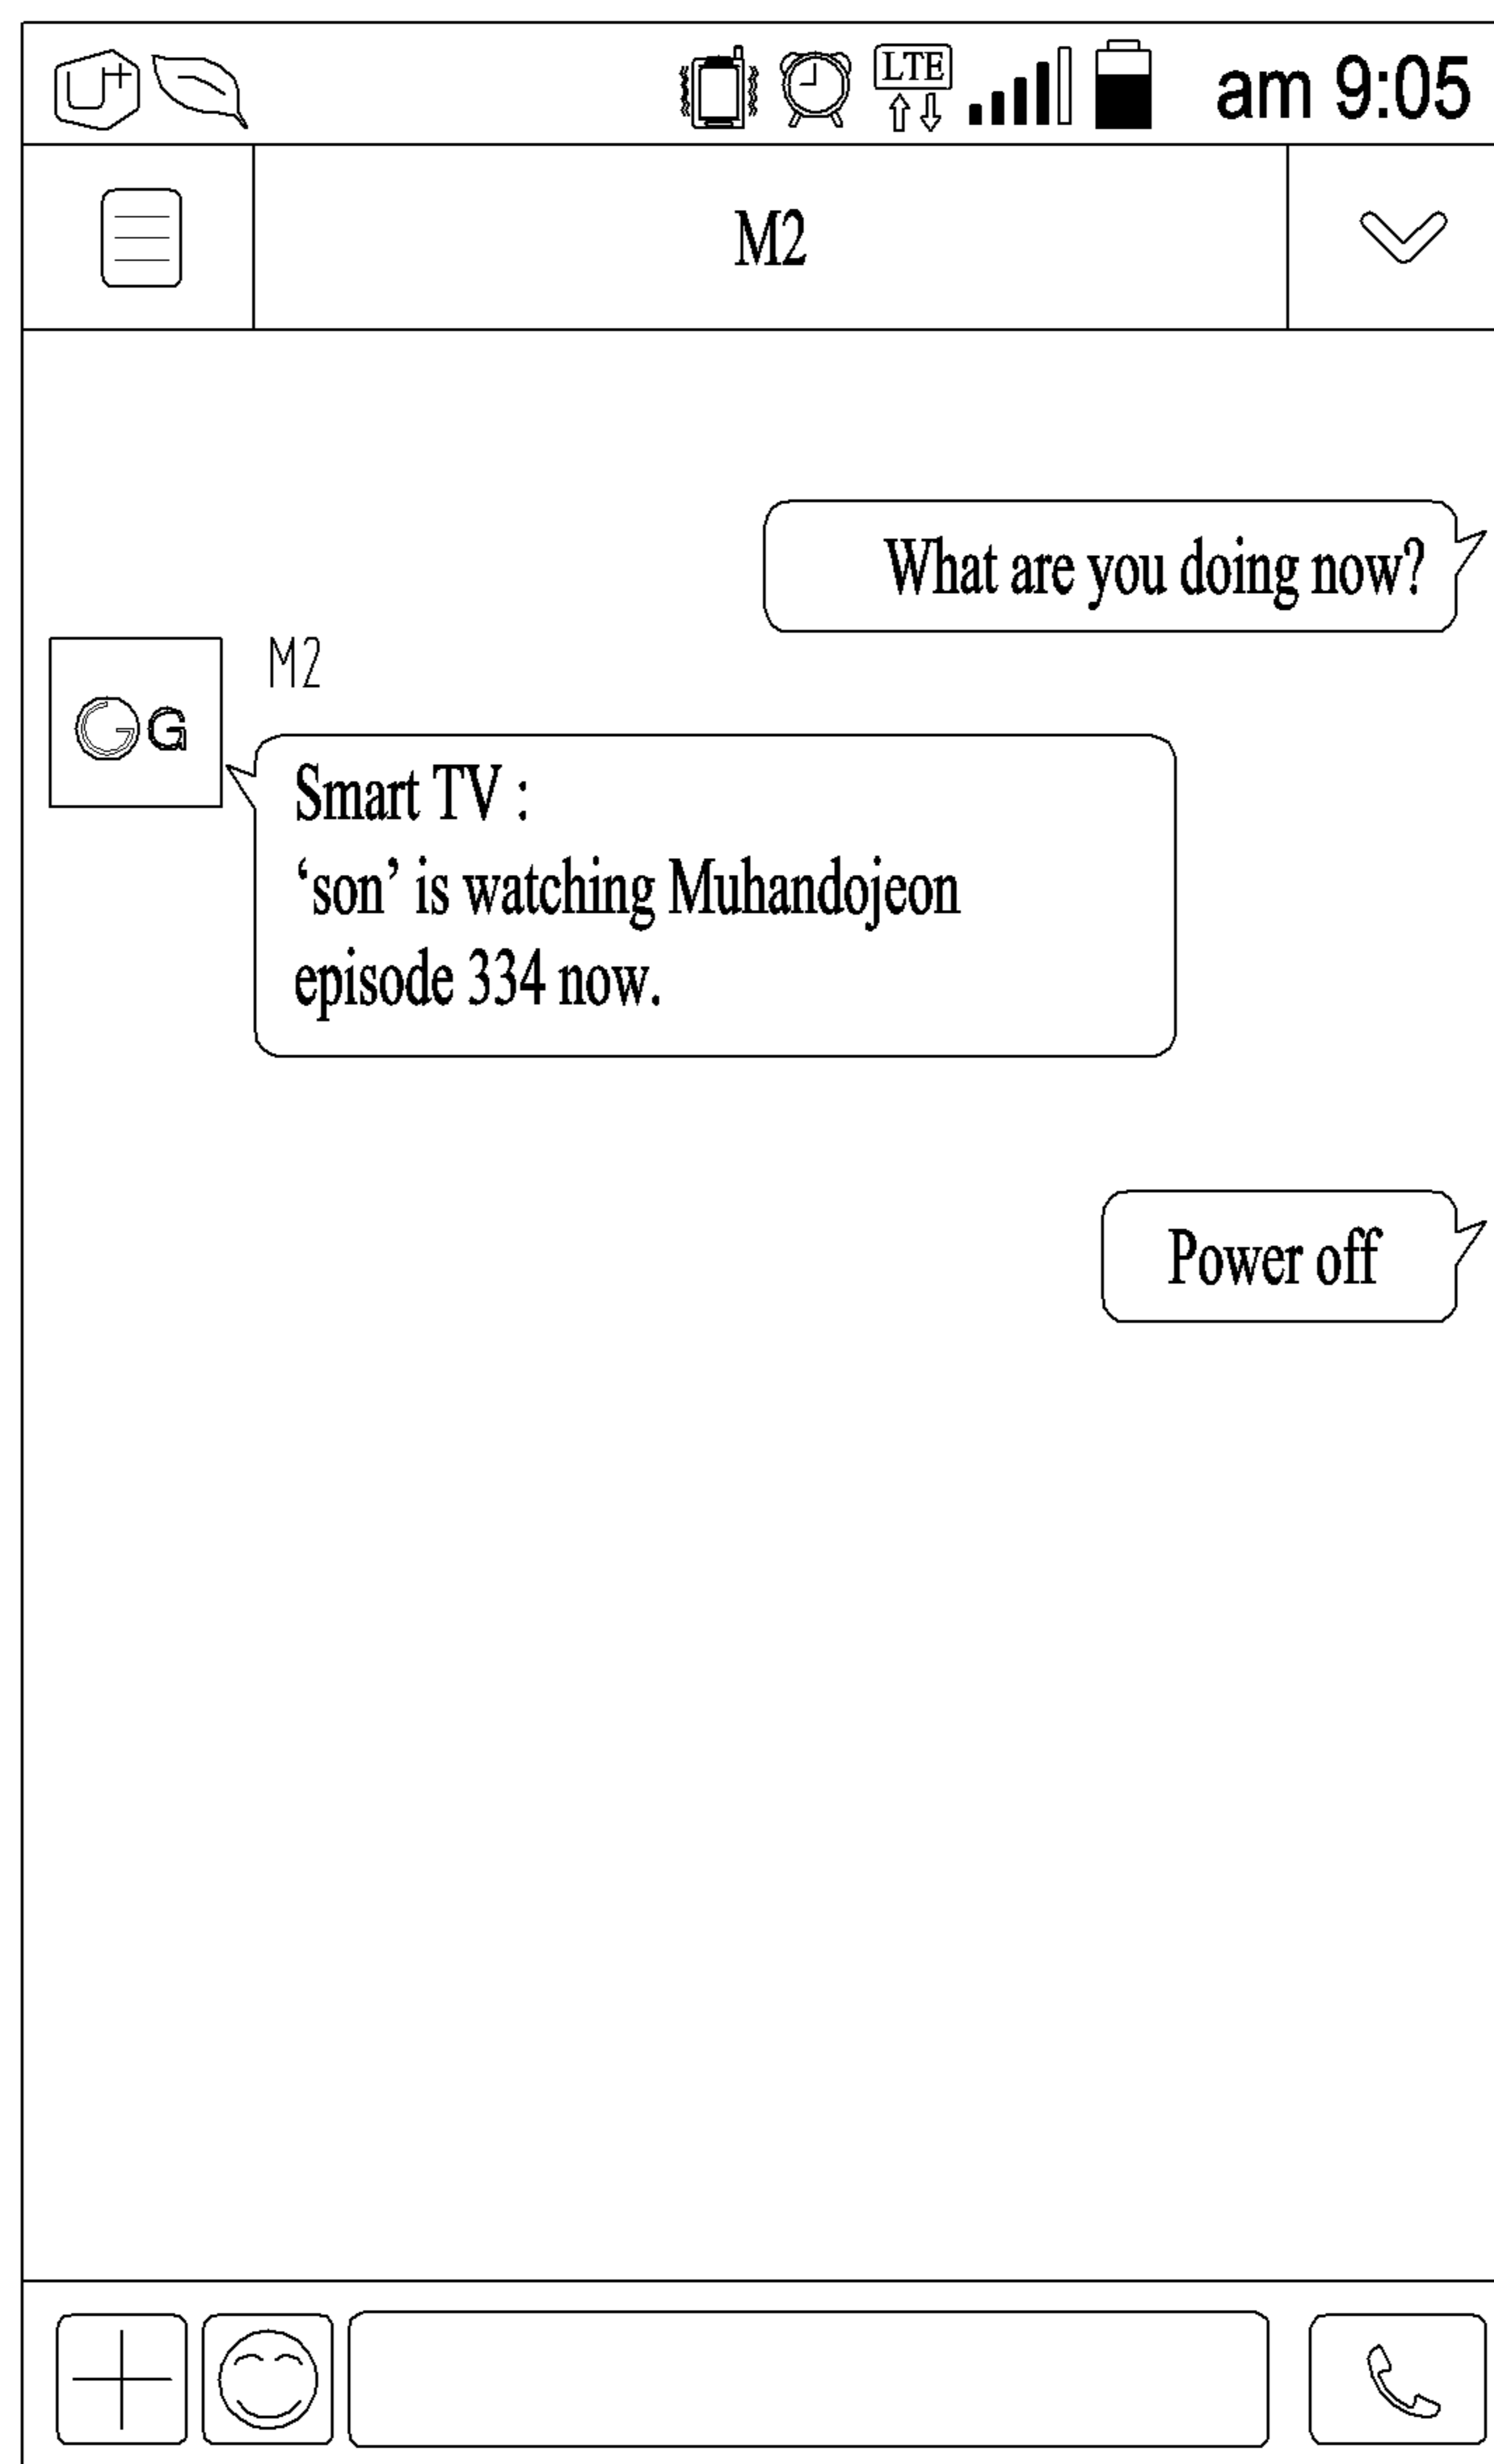 U+
LTE
am 9:05
M2
What are you doing now?
M2
G G
Smart TV :
‘son’ is watching Muhandojeon
episode 334 now.
Power off